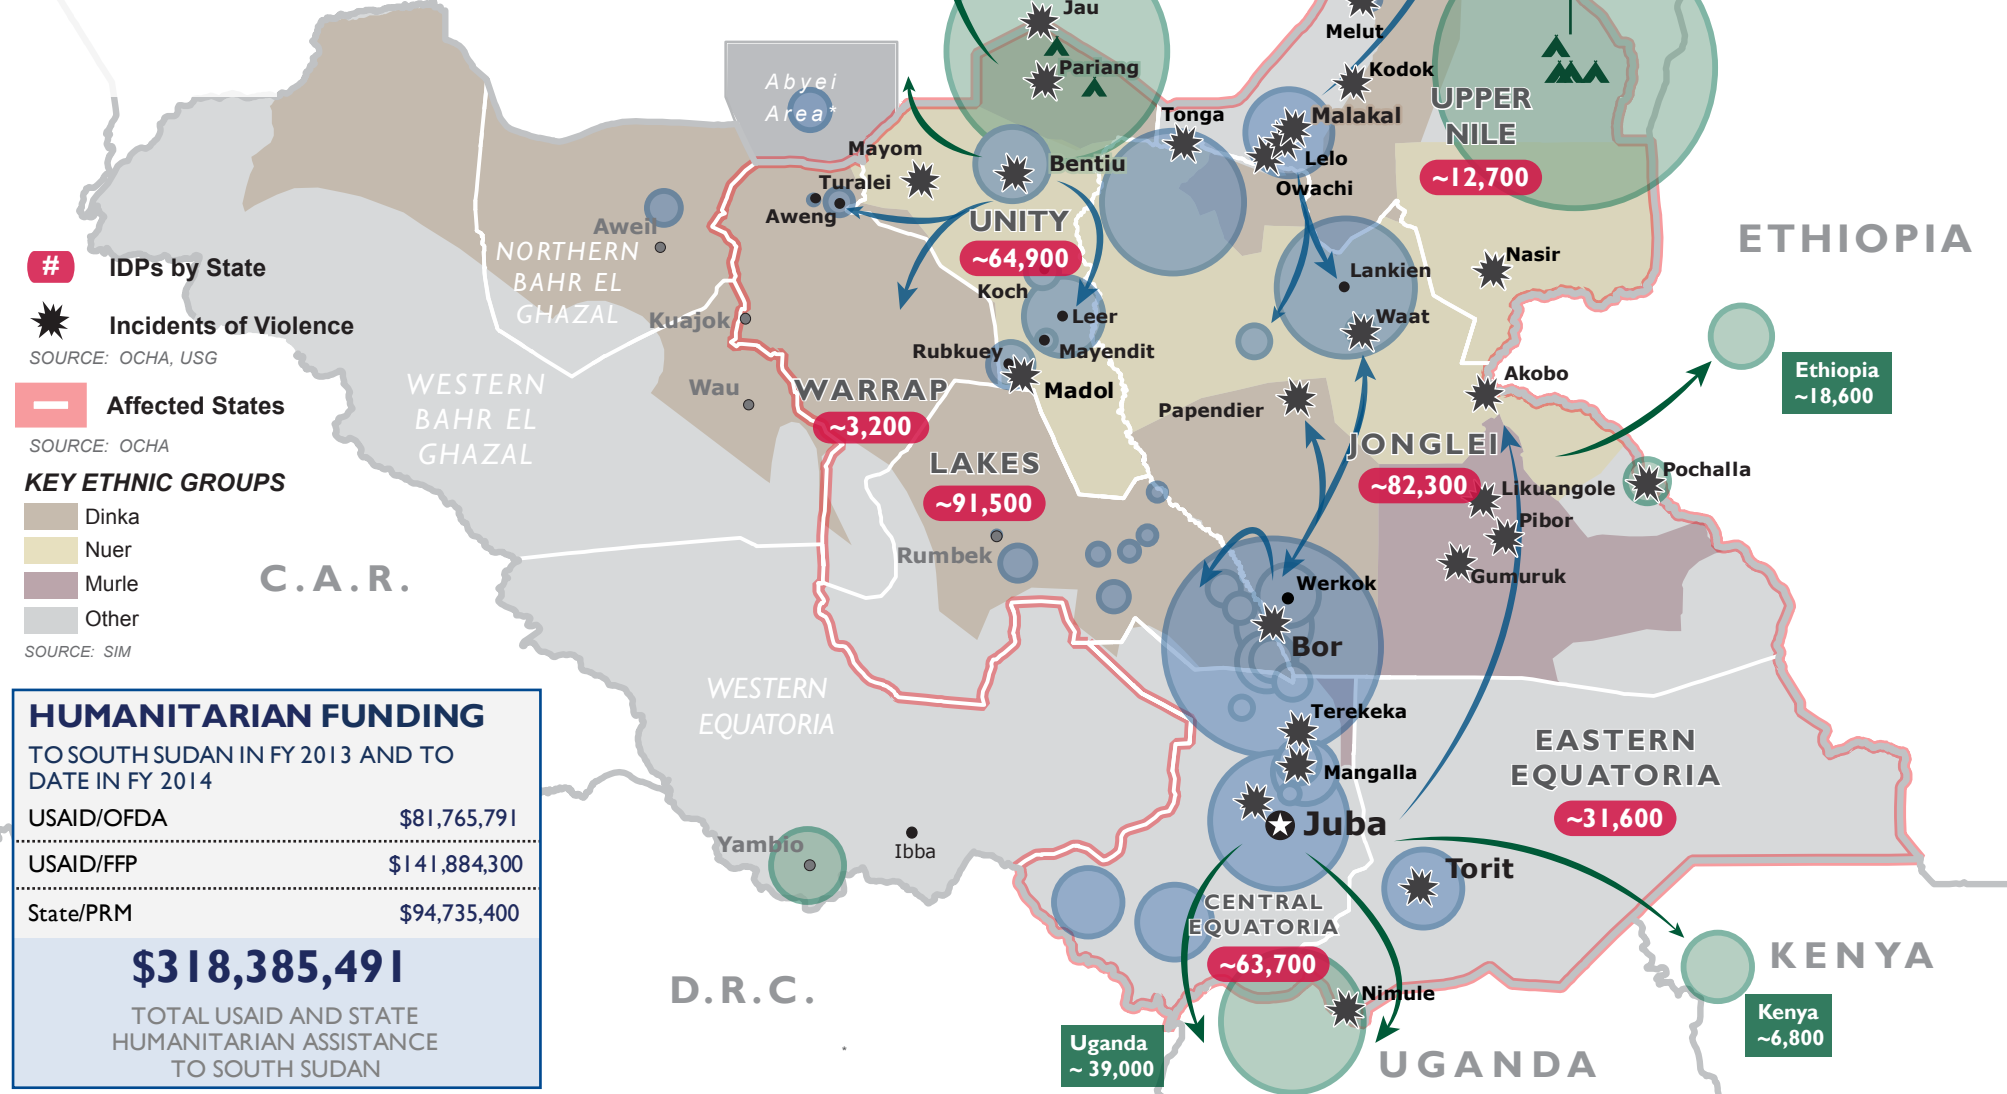 Jau
Melut
Pariang
Kodok
Abyei
Area*
UPPER
NILE
~12,700
Tonga
Malakal
Lelo
Owachi
Mayom
Bentiu
Turalei
Aweng
UNITY
~64,900
Aweil
NORTHERN
BAHR EL
GHAZAL
ETHIOPIA
Nasir
Lankien
Koch
Leer
Waat
Kuajok
Rubkuey
Mayendit
Madol
Wau
WARRAP
~3,200
WESTERN
BAHR EL
GHAZAL
Akobo
Ethiopia
~18,600
Papendier
JONGLEI
~82,300
LAKES
~91,500
Likuangole
Pochalla
Pibor
Gumuruk
Rumbek
Werkok
Bor
C.A.R.
# IDPs by State
Incidents of Violence
SOURCE: OCHA, USG
Affected States
SOURCE: OCHA
KEY ETHNIC GROUPS
Dinka
Nuer
Murle
Other
SOURCE: SIM
WESTERN
EQUATORIA
Terekeka
Mangalla
EASTERN
EQUATORIA
~31,600
Juba
Yambio
Ibba
Torit
CENTRAL
EQUATORIA
~63,700
Nimule
KENYA
Kenya
~6,800
D.R.C.
*
Uganda
~ 39,000
UGANDA
HUMANITARIAN FUNDING
TO SOUTH SUDAN IN FY 2013 AND TO
DATE IN FY 2014
USAID/OFDA $81,765,791
USAID/FFP $141,884,300
State/PRM $94,735,400
$318,385,491
TOTAL USAID AND STATE
HUMANITARIAN ASSISTANCE
TO SOUTH SUDAN